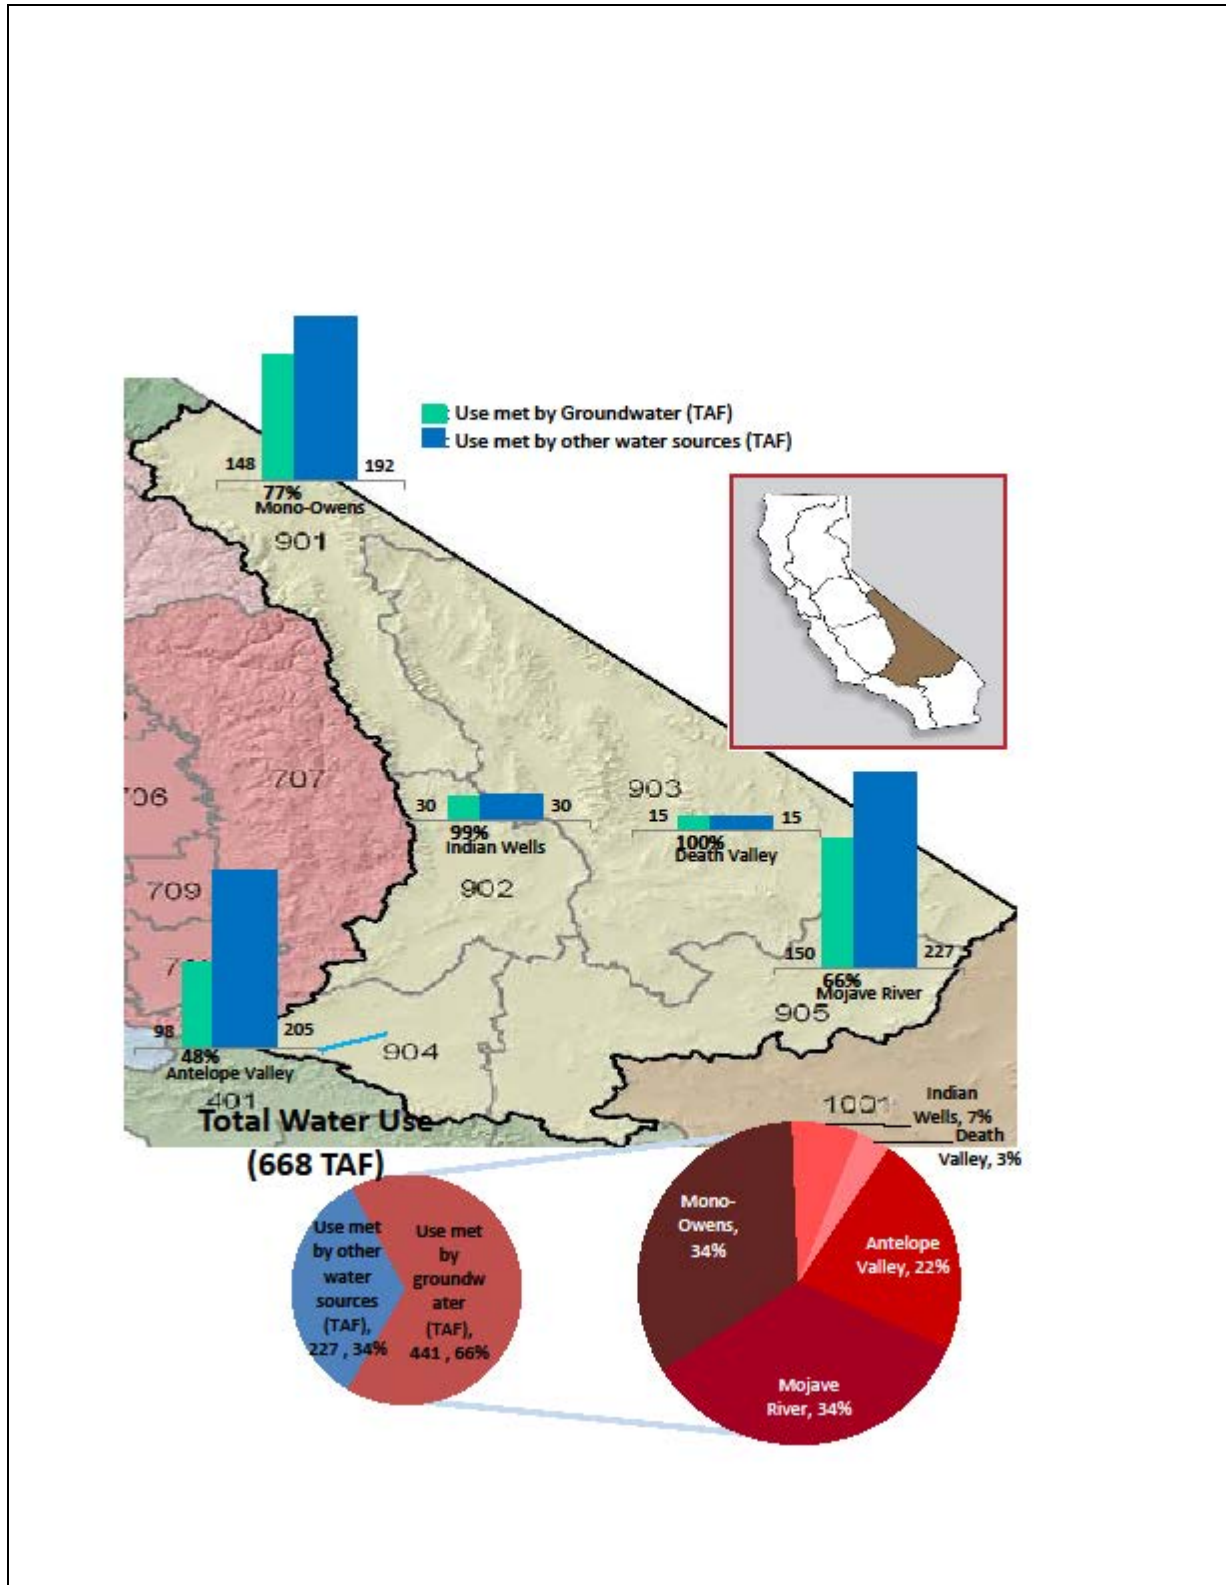 : Use met by Groundwater (TAF)
: Use met by other water sources (TAF)
148
192
77%
Mono-Owens
901
707
903
30
30
99%
Indian Wells
15
15
100%
Death Valley
706
709
902
150
227
66%
Mojave River
905
98
205
48%
Antelope Valley
904
401
1001
Total Water Use
(668 TAF)
Indian
Wells, 7%
Death
Valley, 3%
Use met
by other
water
sources
(TAF),
227 , 34%
Use met
by
groundw
ater
(TAF),
441 , 66%
Mono-
Owens,
34%
Antelope
Valley, 22%
Mojave
River, 34%